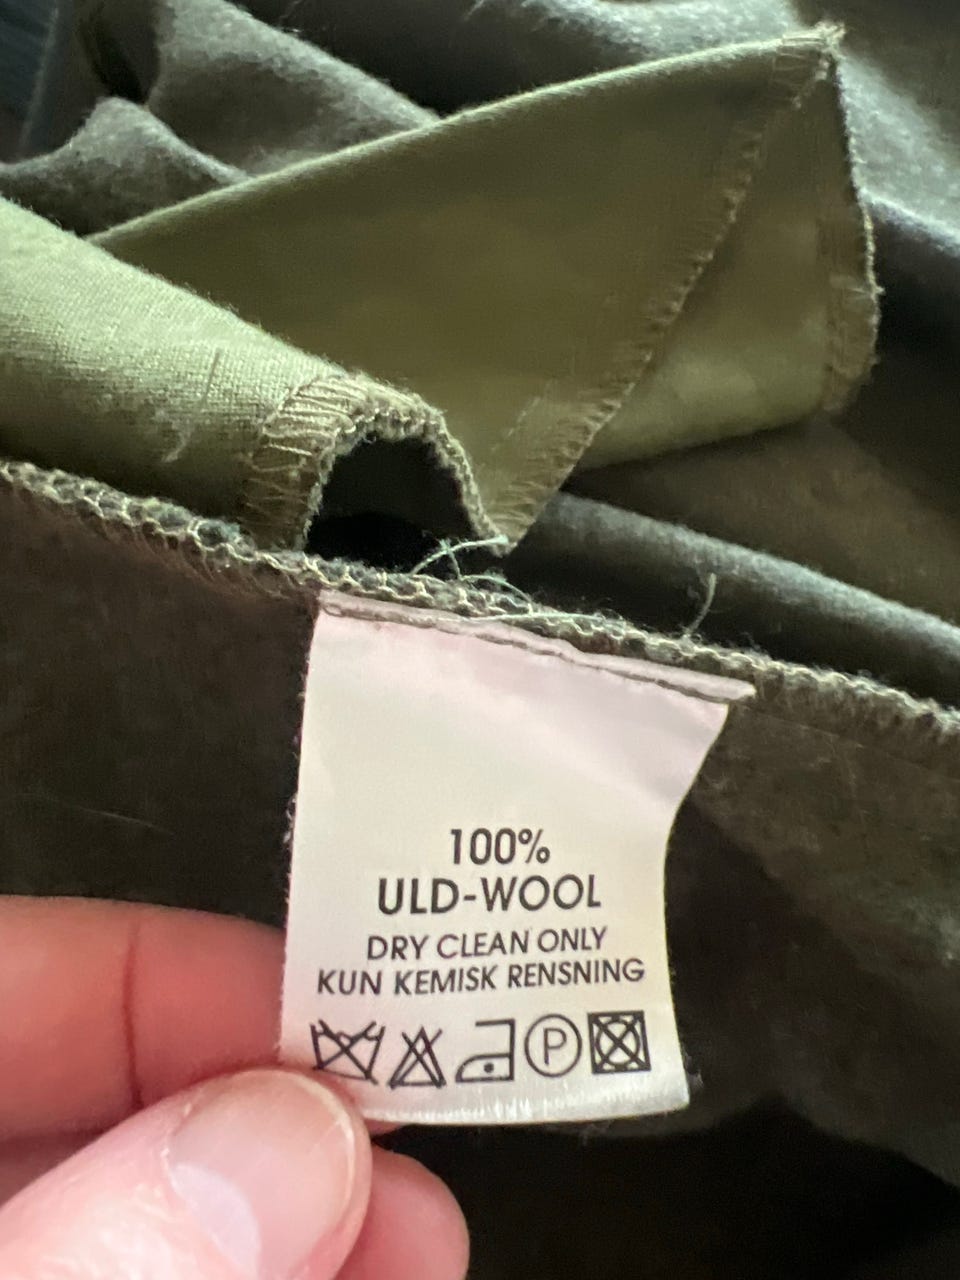 100%
ULD-WOOL
DRY CLEAN ONLY
KUN KEMISK RENSNING
P